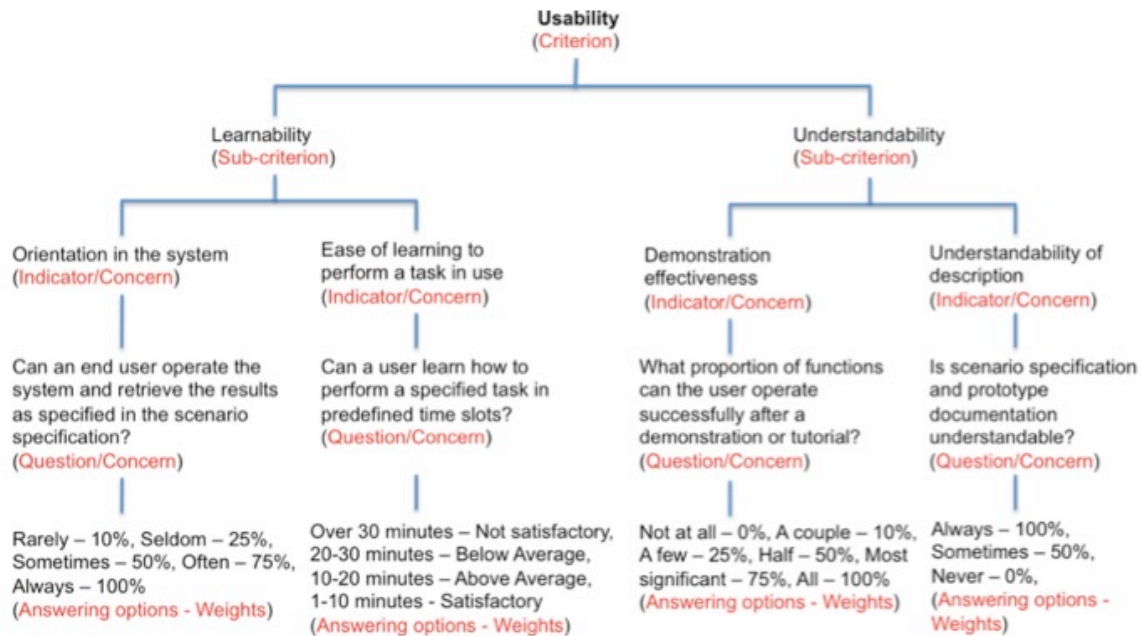 Usability
(Criterion)
Learnability
(Sub-criterion)
Understandability
(Sub-criterion)
Orientation in the system
(Indicator/Concern)
Ease of learning to
perform a task in use
(Indicator/Concern)
Demonstration
effectiveness
(Indicator/Concern)
Understandability of
description
(Indicator/Concern)
Can an end user operate the
system and retrieve the results
as specified in the scenario
specification?
(Question/Concern)
Can a user learn how to
perform a specified task in
predefined time slots?
(Question/Concern)
What proportion of functions
can the user operate
successfully after a
demonstration or tutorial?
(Question/Concern)
Is scenario specification
and prototype
documentation
understandable?
(Question/Concern)
Rarely – 10%, Seldom – 25%,
Sometimes – 50%, Often – 75%,
Always – 100%
(Answering options - Weights)
Over 30 minutes – Not satisfactory,
20-30 minutes – Below Average,
10-20 minutes – Above Average,
1-10 minutes - Satisfactory
(Answering options - Weights)
Not at all – 0%, A couple – 10%,
A few – 25%, Half – 50%, Most
significant – 75%, All – 100%
(Answering options - Weights)
Always – 100%,
Sometimes – 50%,
Never – 0%,
(Answering options -
Weights)